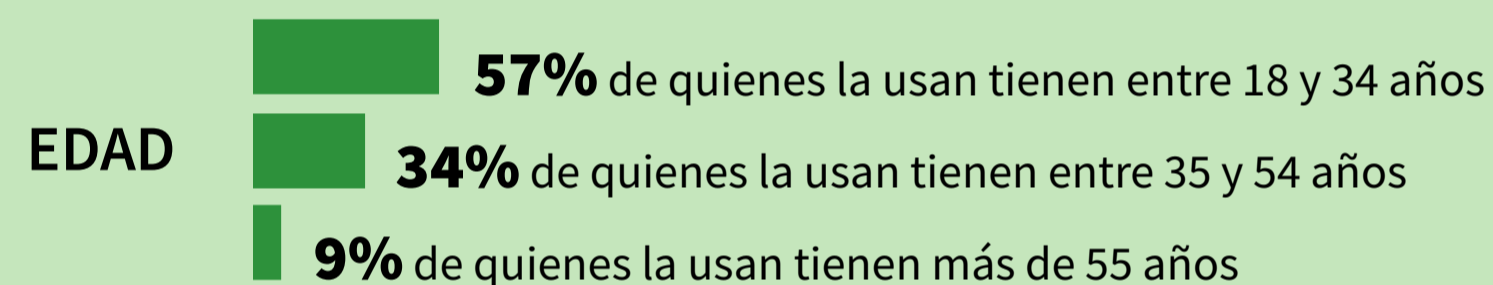 57% de quienes la usan tienen entre 18 y 34 años
EDAD
34% de quienes la usan tienen entre 35 y 54 años
9% de quienes la usan tienen más de 55 años